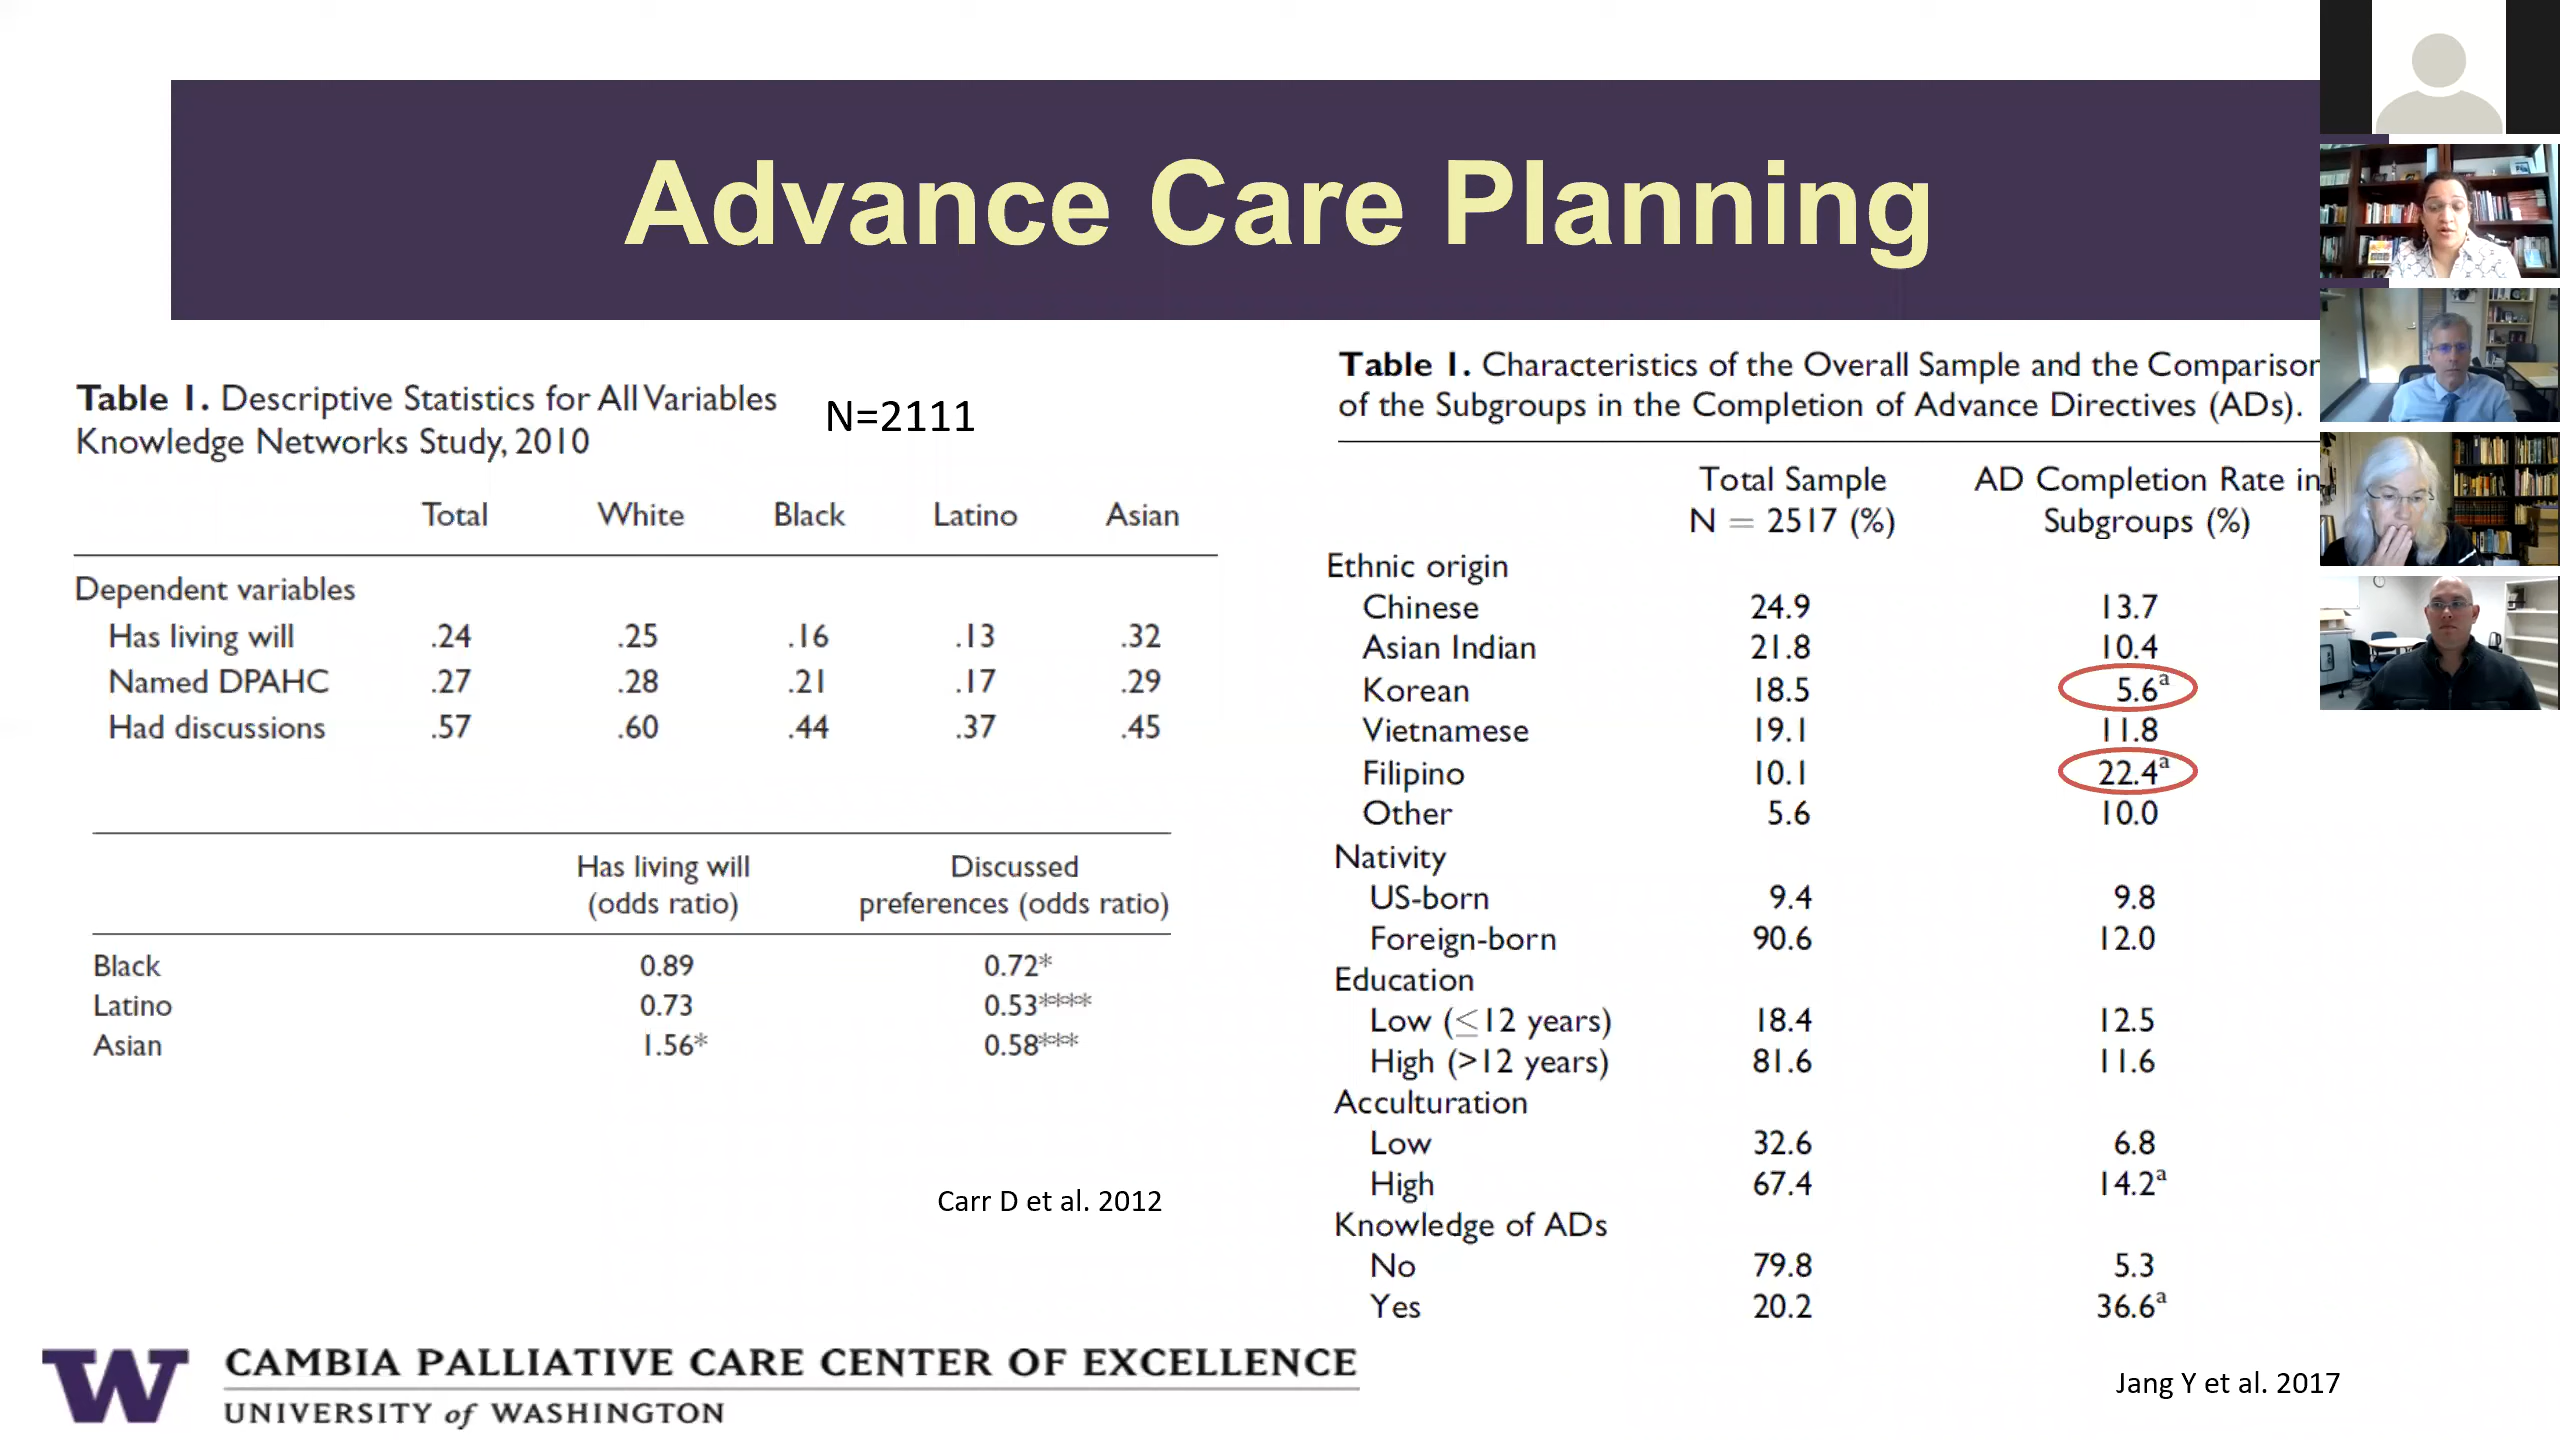 Advance Care Planning
Table 1. Descriptive Statistics for All Variables
Knowledge Networks Study, 2010
N=2111
Total White Black Latino Asian
Dependent variables
Has living will .24 .25 .16 .13 .32
Named DPAHC .27 .28 .21 .17 .29
Had discussions .57 .60 .44 .37 .45
Has living will Discussed
(odds ratio) preferences (odds ratio)
Black 0.89 0.72*
Latino 0.73 0.53****
Asian 1.56* 0.58***
Carr D et al. 2012
Table 1. Characteristics of the Overall Sample and the Comparison
of the Subgroups in the Completion of Advance Directives (ADs).
Total Sample AD Completion Rate in
N = 2517 (%) Subgroups (%)
Ethnic origin
Chinese 24.9 13.7
Asian Indian 21.8 10.4
Korean 18.5 5.6a
Vietnamese 19.1 11.8
Filipino 10.1 22.4a
Other 5.6 10.0
Nativity
US-born 9.4 9.8
Foreign-born 90.6 12.0
Education
Low (≤12 years) 18.4 12.5
High (>12 years) 81.6 11.6
Acculturation
Low 32.6 6.8
High 67.4 14.2a
Knowledge of ADs
No 79.8 5.3
Yes 20.2 36.6a
Jang Y et al. 2017
W
CAMBIA PALLIATIVE CARE CENTER OF EXCELLENCE
UNIVERSITY of WASHINGTON